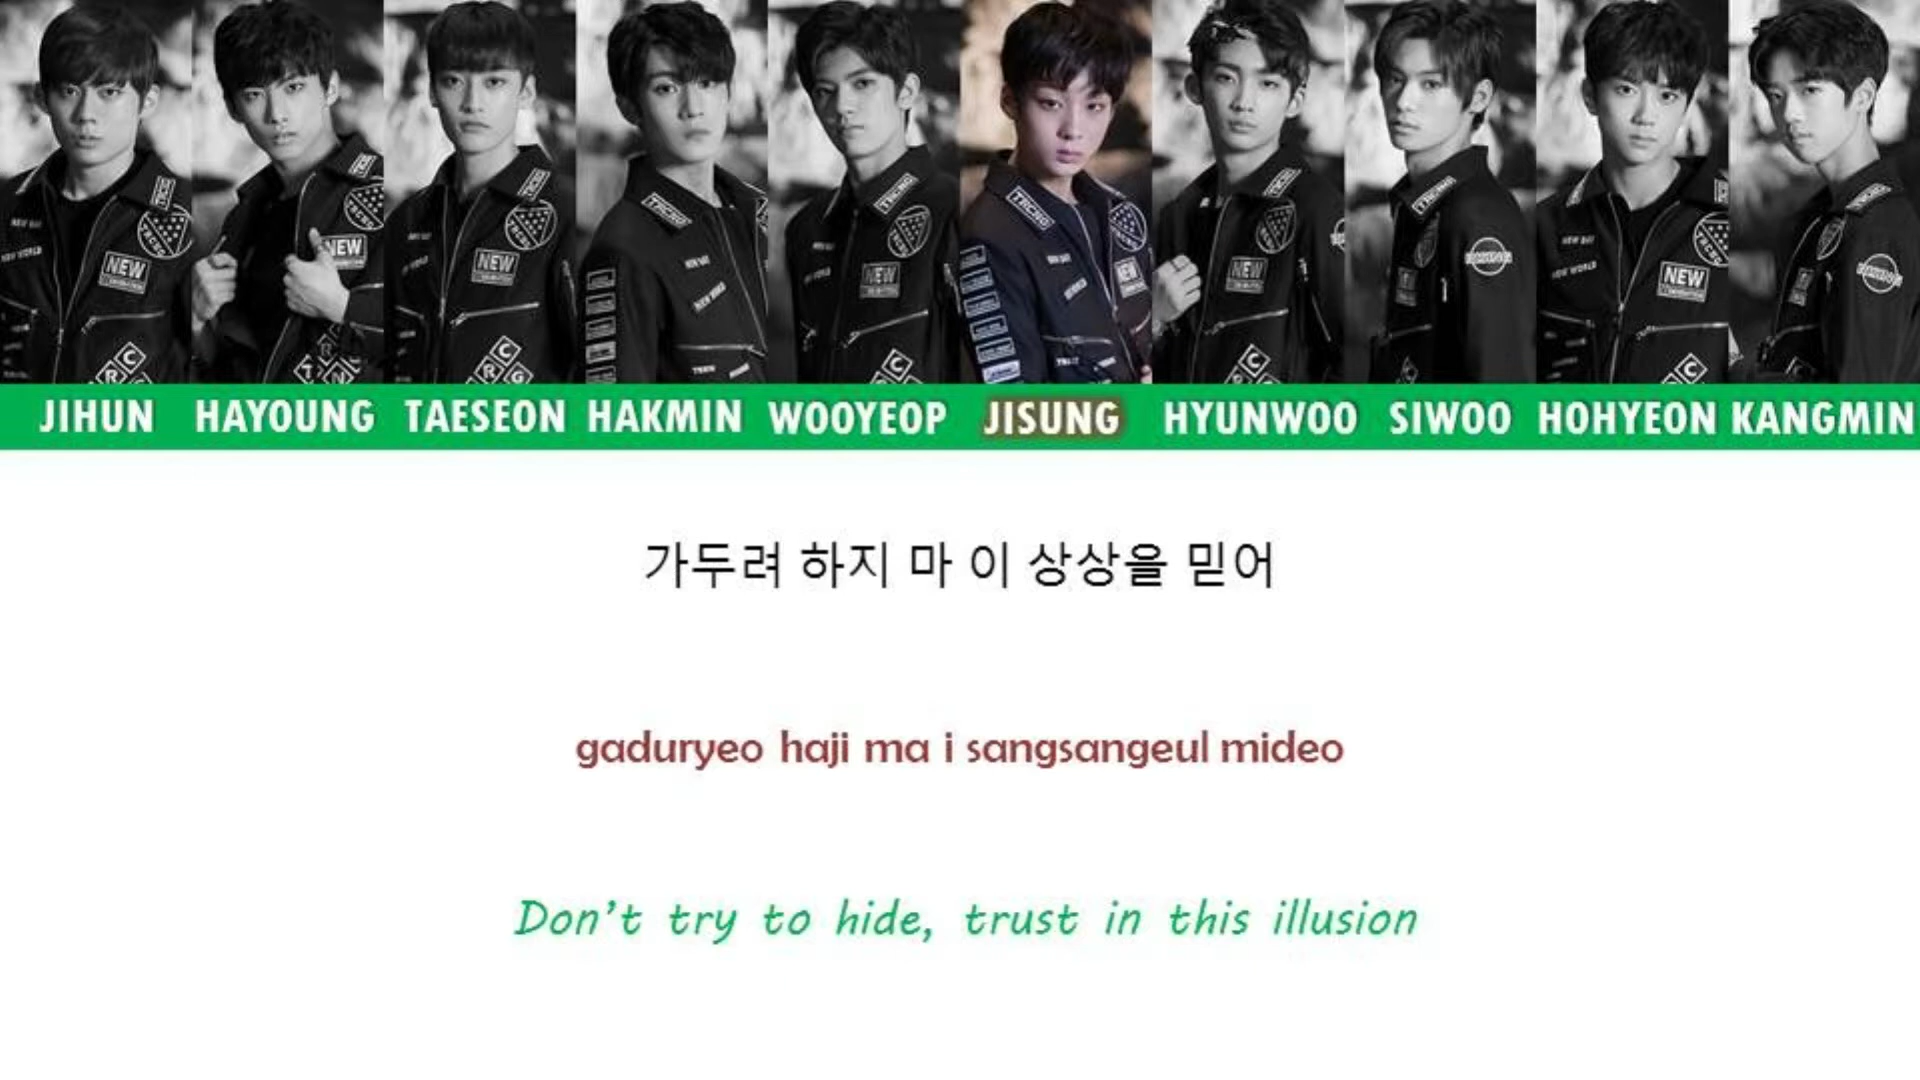 JIHUN HAYOUNG TAESEON HAKMIN WOOYEOP JISUNG HYUNWOO SIWOO HOHYEON KANGMIN
가두려 하지 마 이 상상을 믿어
gaduryeo haji ma i sangsangeul mideo
Don't try to hide, trust in this illusion